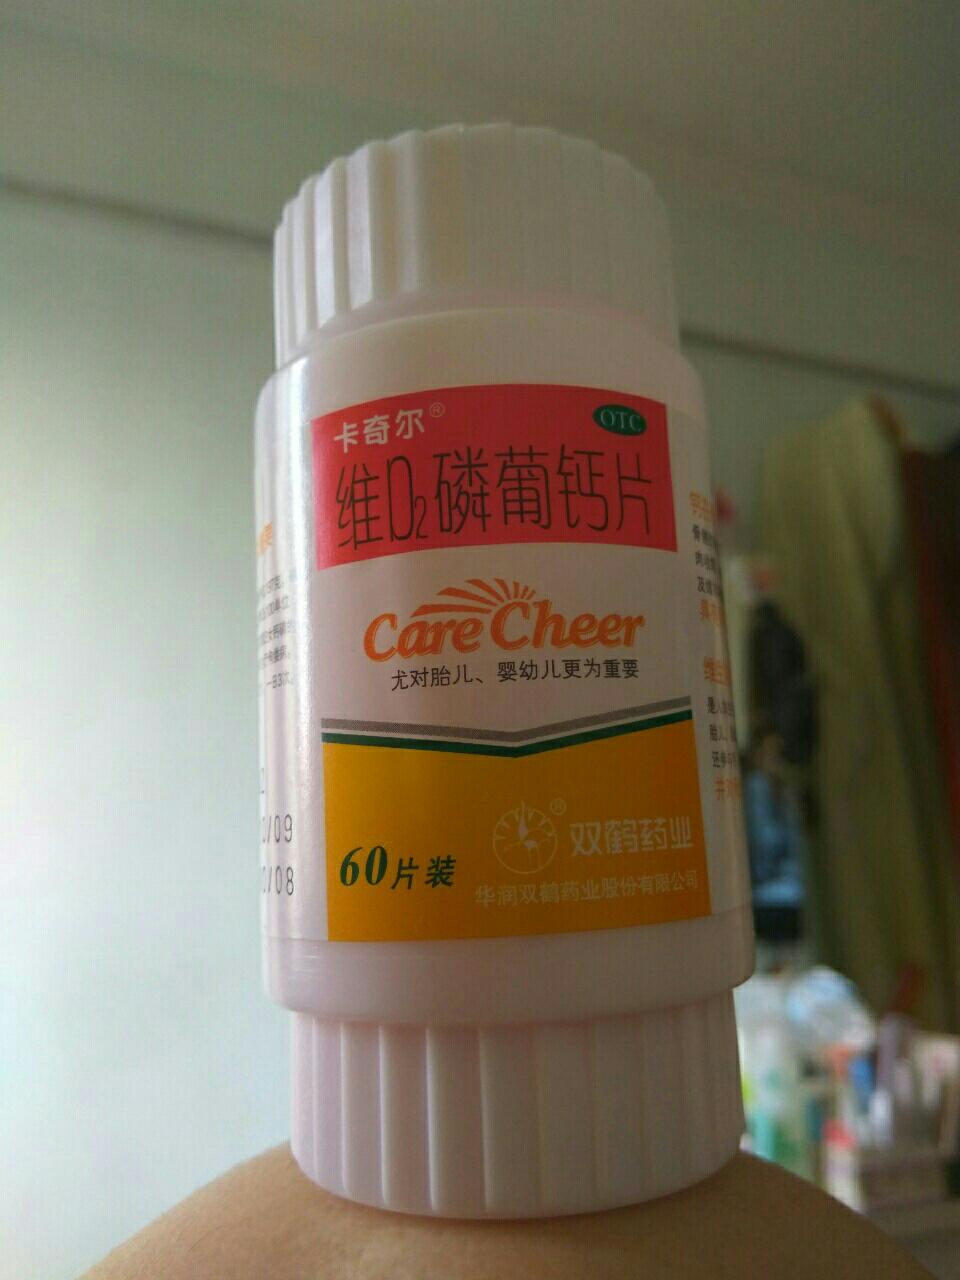 卡奇尔®
OTC
维D2磷葡钙片
Care Cheer
尤对胎儿、婴幼儿更为重要
双鹤药业
60片装
华润双鹤药业股份有限公司
/09
/08